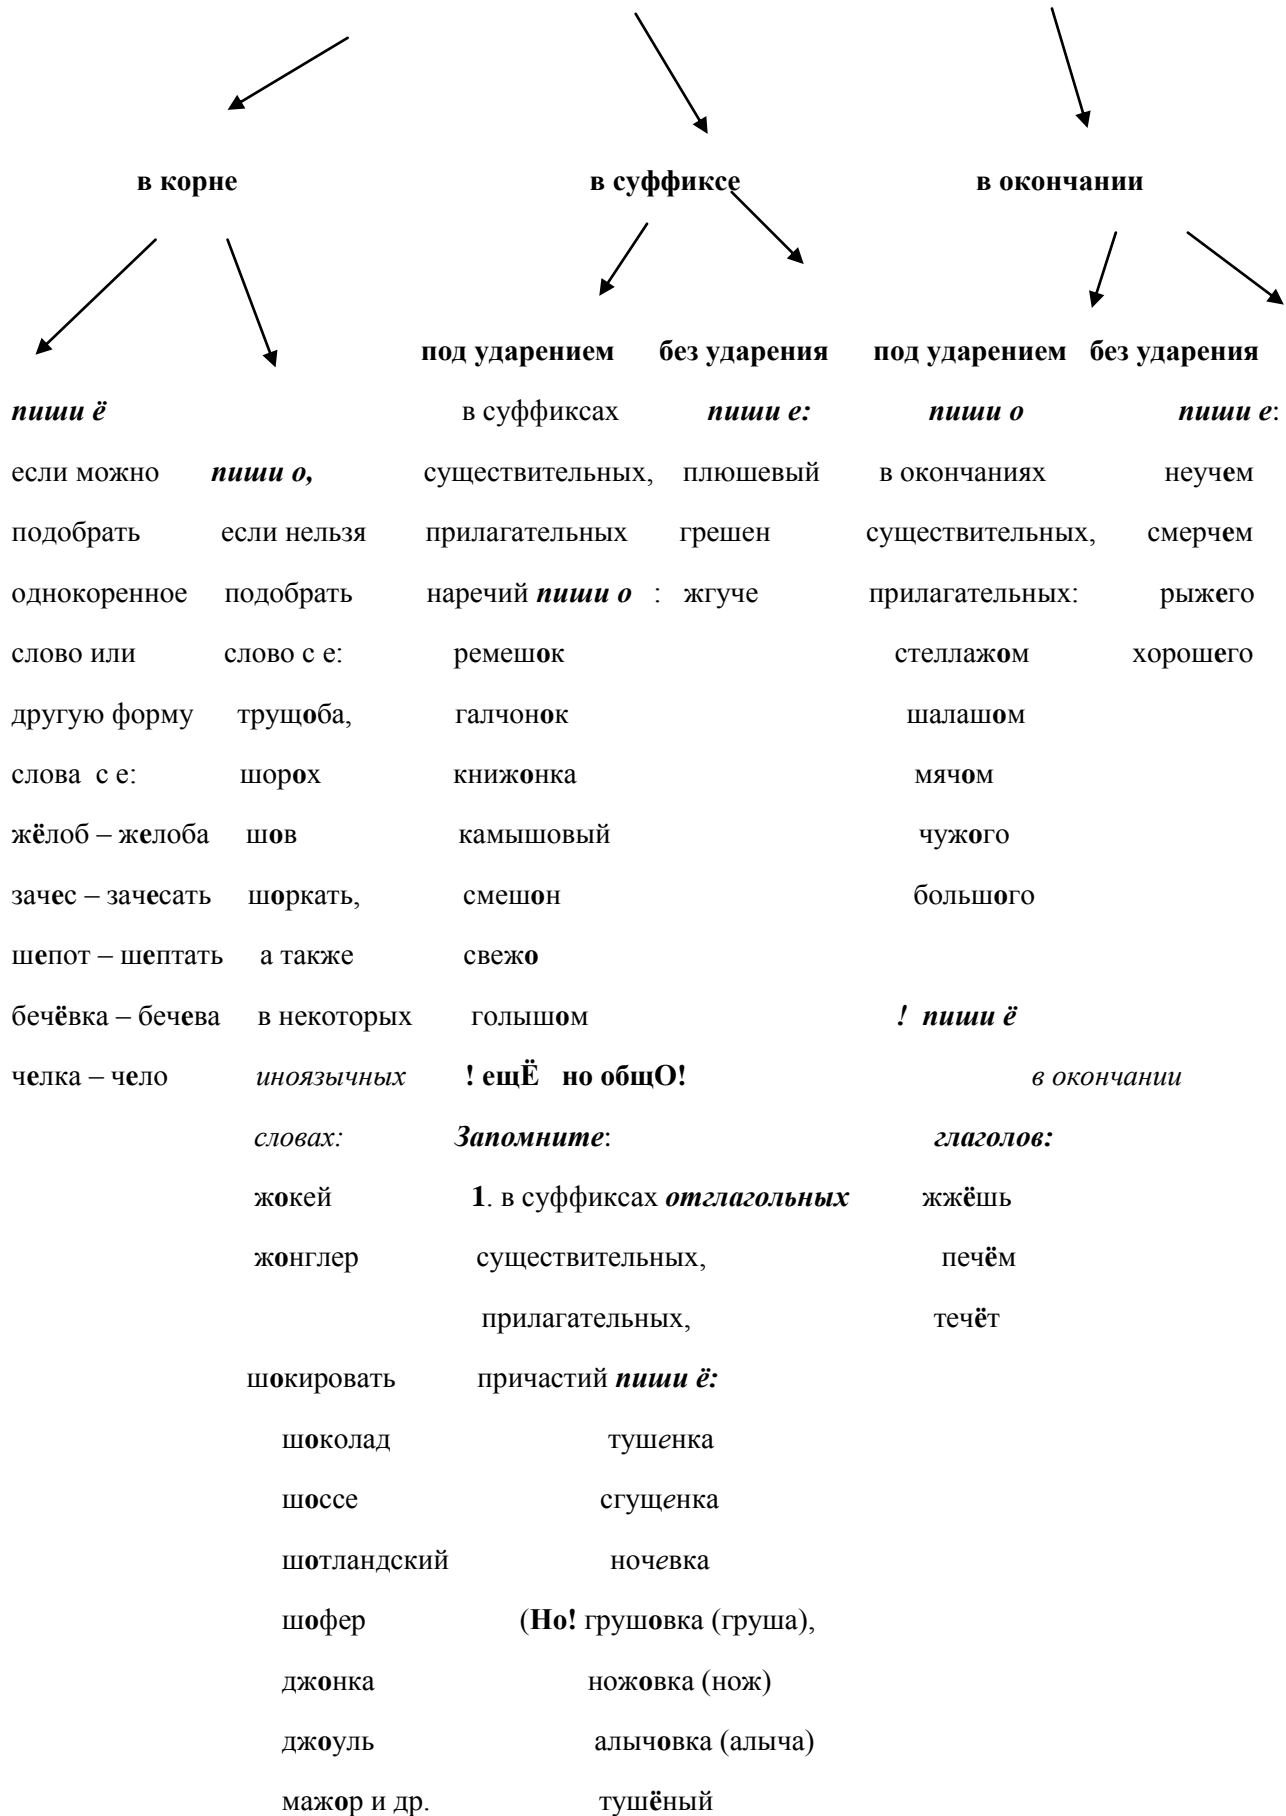 в корне в суффиксе в окончании
под ударением без ударения под ударением без ударения
пиши ё в суффиксах пиши е: пиши о пиши е:
если можно пиши о, существительных, плюшевый в окончаниях неучем
подобрать если нельзя прилагательных грешен существительных, смерчем
однокоренное подобрать наречий пиши о : жгуче прилагательных: рыжего
слово или слово с е: ремешок стеллажом хорошего
другую форму трущоба, галчонок шалашом
слова с е: шорох книжонка мячом
жёлоб – желоба шов камышовый чужого
зачес – зачесать шоркать, смешон большого
шепот – шептать а также свежо
бечёвка – бечева в некоторых голышом ! пиши ё
челка – чело иноязычных ! ещЁ но общО! в окончании
словах: Запомните: глаголов:
жокей 1. в суффиксах отглагольных жжёшь
жонглер существительных, печём
прилагательных, течёт
шокировать причастий пиши ё:
шоколад тушенка
шоссе сгущенка
шотландский ночевка
шофер (Но! грушовка (груша),
джонка ножовка (нож)
джоуль алычовка (алыча)
мажор и др. тушёный